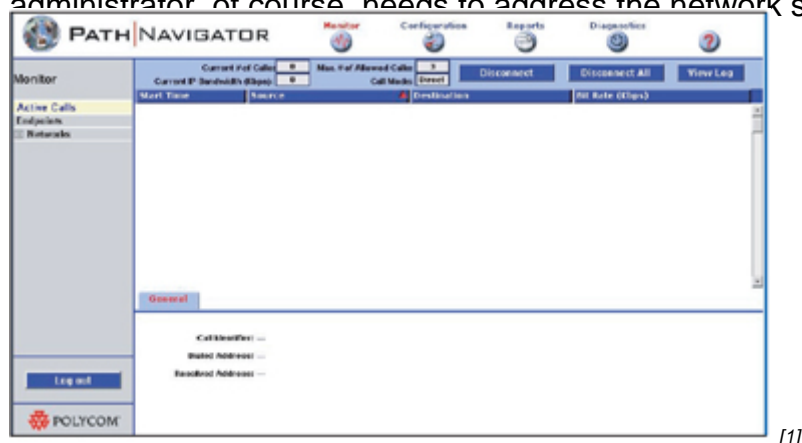 administrator, of course, needs to address the network s
PATH NAVIGATOR
Monitor Configuration Reports Diagnostics ?
Monitor
Current # of Calls: 0 Max. # of Allowed Calls: 3
Current IP Bandwidth (Kbps): 0 Call Mode: Direct
Disconnect Disconnect All View Log
Start Time Source Destination Bit Rate (Kbps)
Active Calls
Endpoints
Networks
General
Call Identifier: ---
Dialed Address: ---
Resolved Address: ---
Log out
POLYCOM
[1]